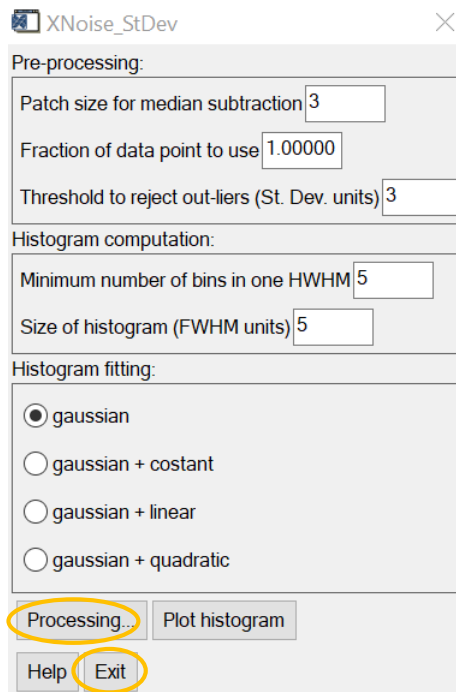 XNoise_StDev
Pre-processing:
Patch size for median subtraction 3
Fraction of data point to use 1.00000
Threshold to reject out-liers (St. Dev. units) 3
Histogram computation:
Minimum number of bins in one HWHM 5
Size of histogram (FWHM units) 5
Histogram fitting:
gaussian
gaussian + costant
gaussian + linear
gaussian + quadratic
Processing... Plot histogram
Help Exit